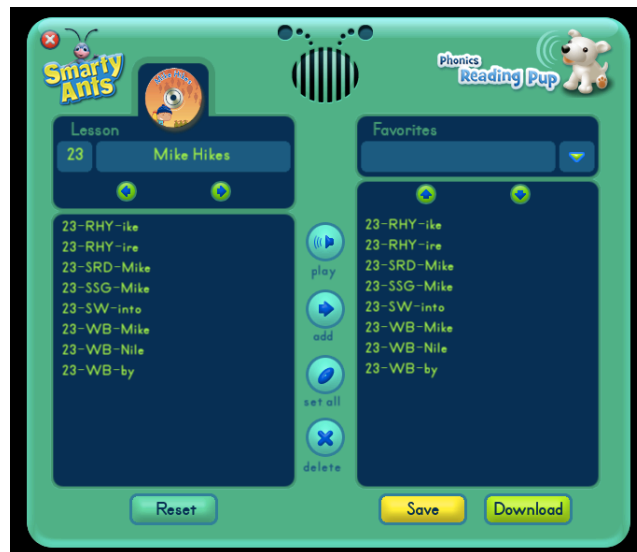 Smarty
Ants
Mike Hikes
Phonics
Reading Pup
Lesson
23
Mike Hikes
Favorites
23-RHY-ike
23-RHY-ire
23-SRD-Mike
23-SSG-Mike
23-SW-into
23-WB-Mike
23-WB-Nile
23-WB-by
play
add
set all
delete
23-RHY-ike
23-RHY-ire
23-SRD-Mike
23-SSG-Mike
23-SW-into
23-WB-Mike
23-WB-Nile
23-WB-by
Reset
Save
Download